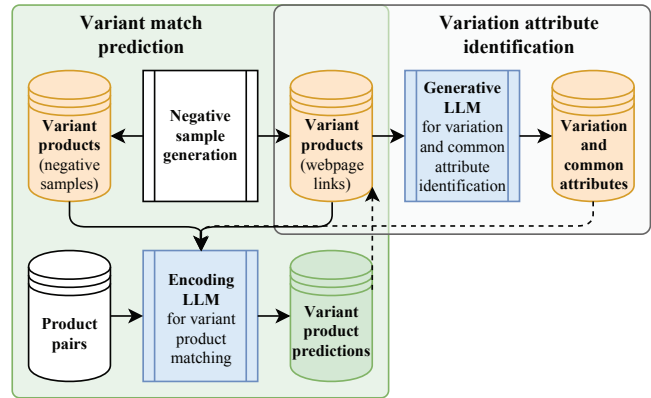 Variant match
prediction
Variation attribute
identification
Variant
products
(negative
samples)
Negative
sample
generation
Variant
products
(webpage
links)
Generative
LLM
for variation
and common
attribute
identification
Variation
and
common
attributes
Product
pairs
Encoding
LLM
for variant
product
matching
Variant
product
predictions